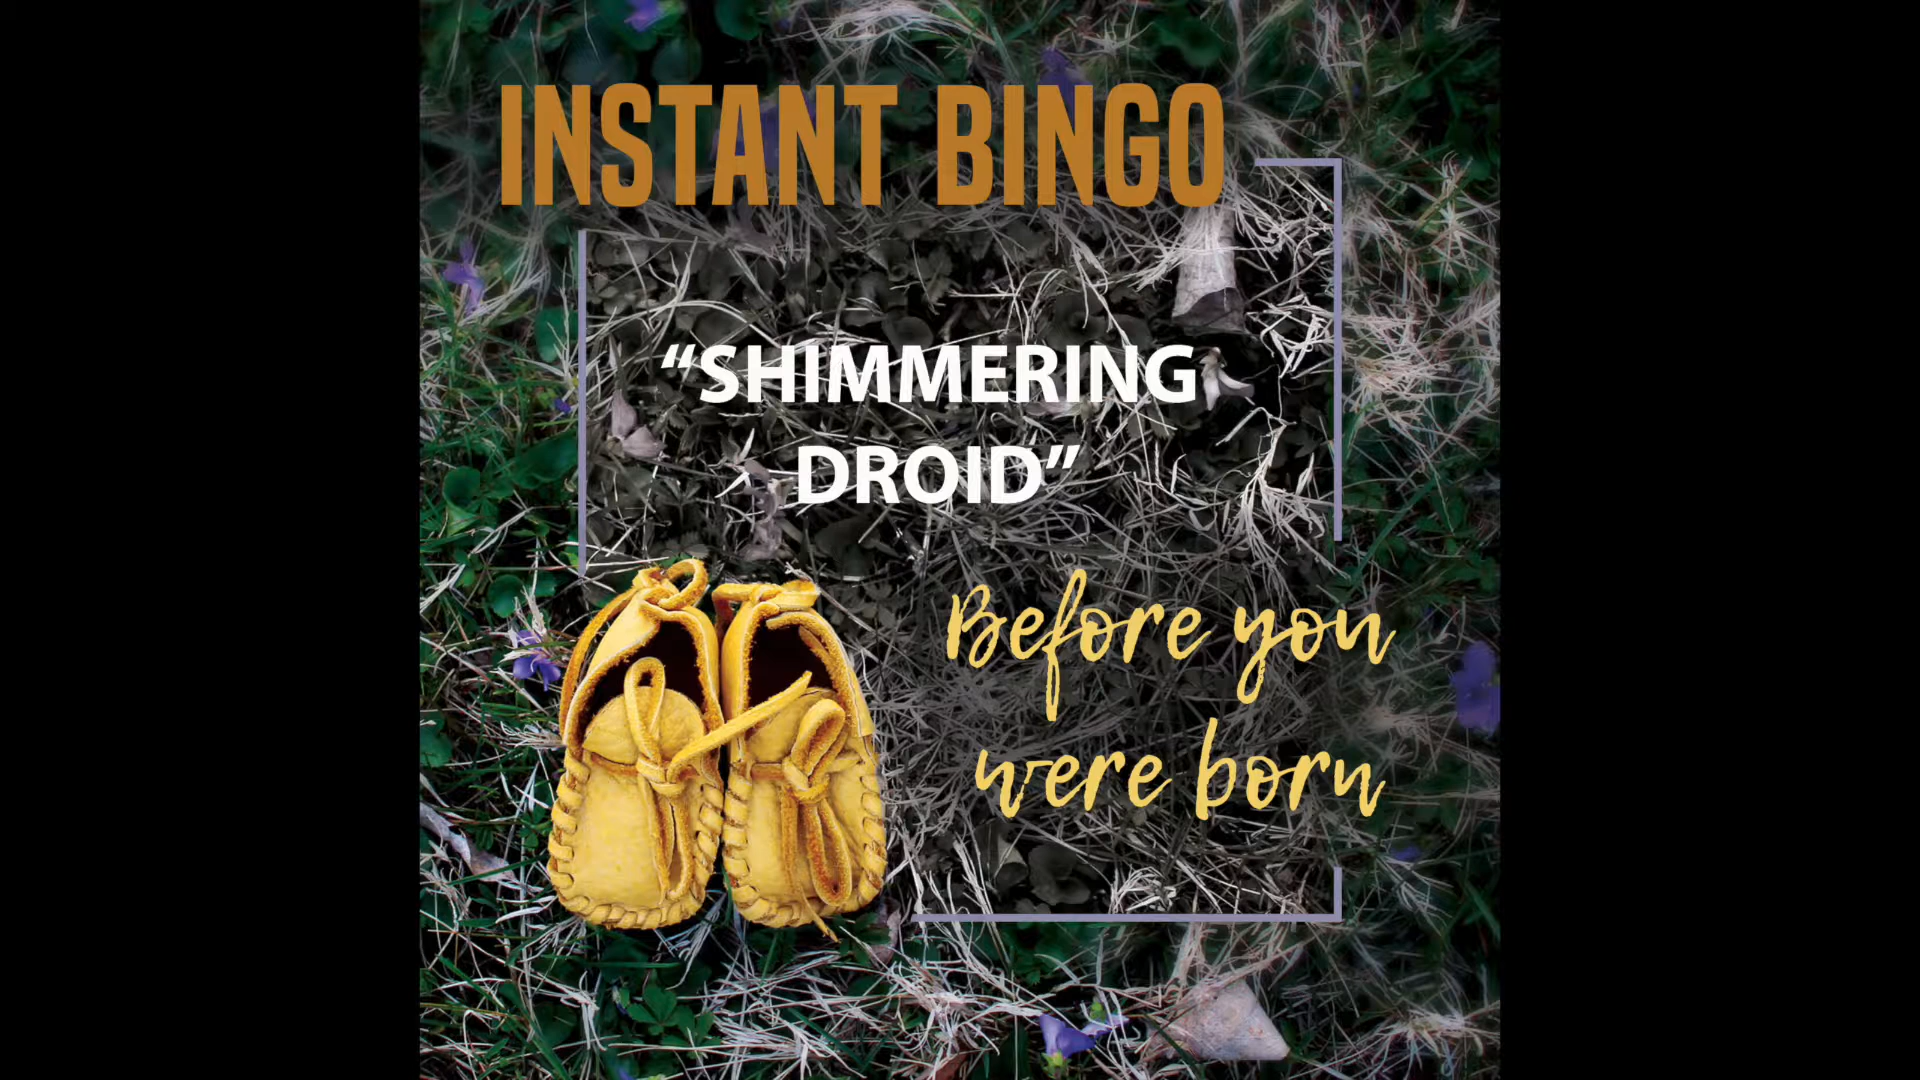 INSTANT BINGO
“SHIMMERING
DROID”
Before you
were born